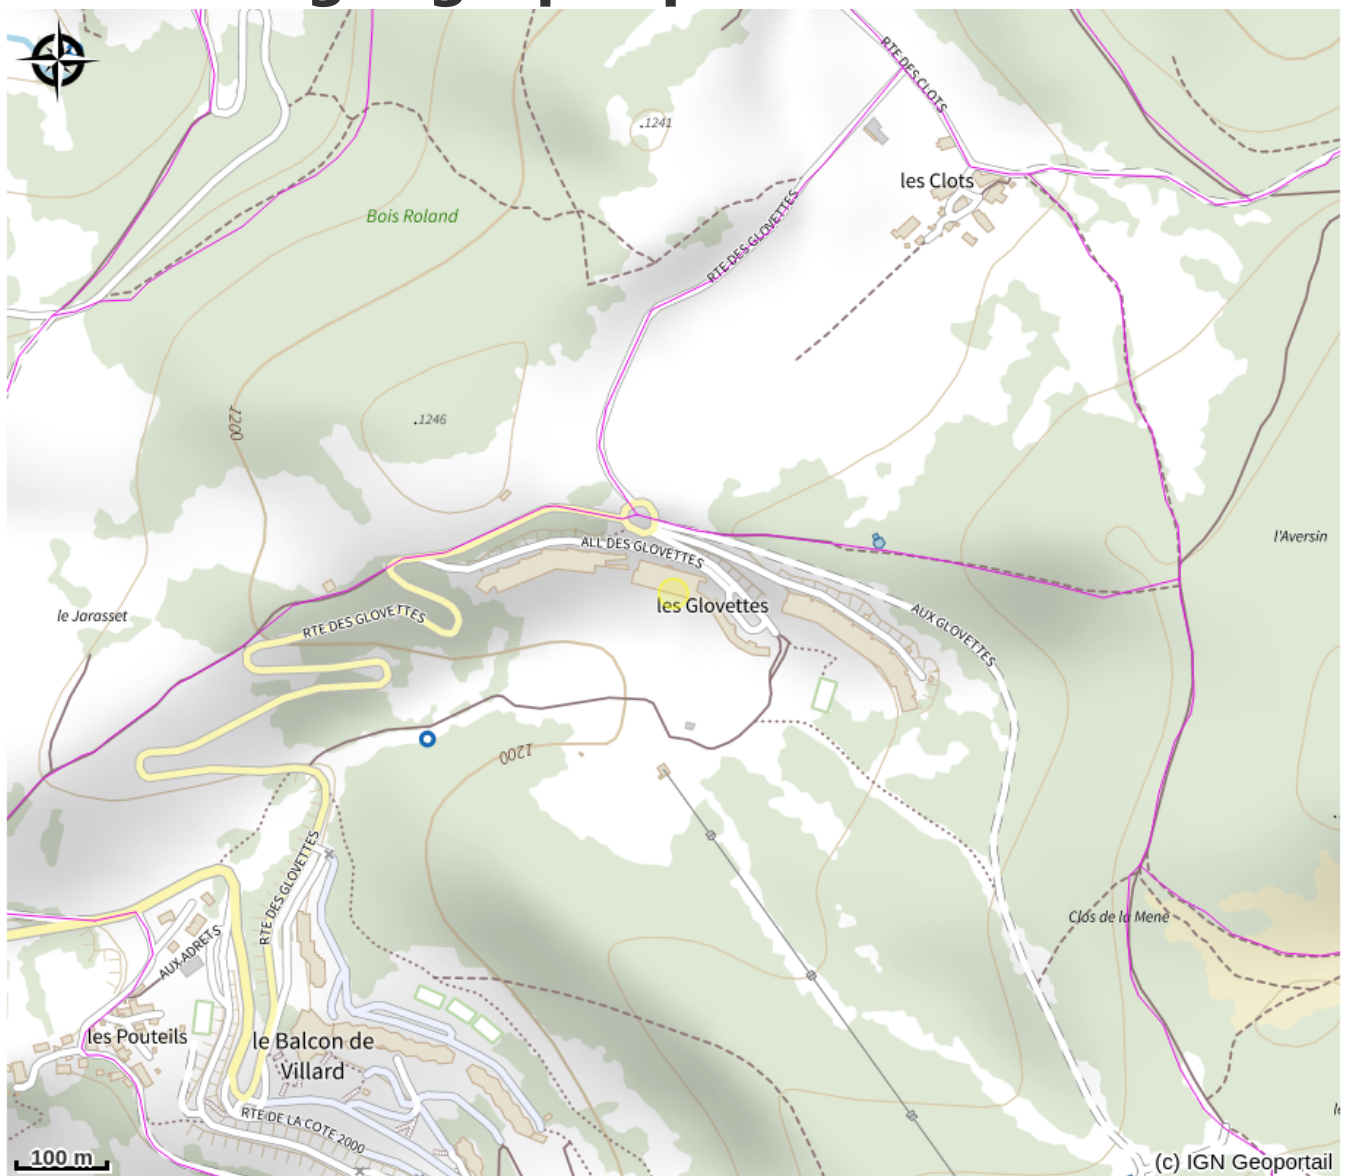 RTE DES CLOTS
.1241
les Clots
Bois Roland
RTE DES GLOVETTES
1200
.1246
l'Aversin
ALL DES GLOVETTES
les Glovettes
le Jarasset
RTE DES GLOVETTES
AUX GLOVETTES
1200
RTE DES GLOVETTES
Clos de la Mene
AUX ADRETS
les Pouteils
le Balcon de
Villard
RTE DE LA COTE 2000
100 m
(c) IGN Geoportail